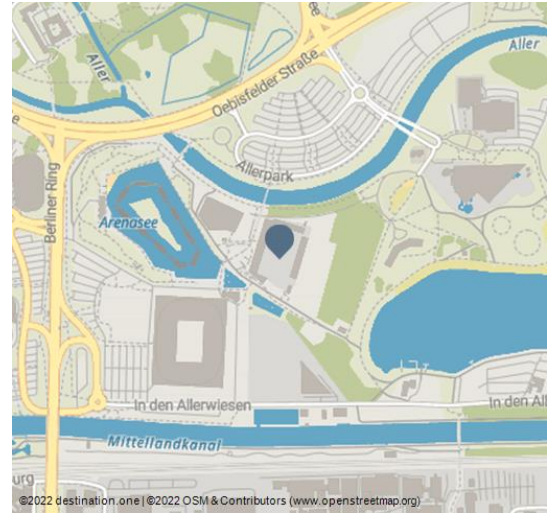 Aller
Aller
Oebisfelder Straße
Allerpark
Berliner Ring
Arenasee
In den Allerwiesen
In den All
Mittellandkanal
urg
©2022 destination.one | ©2022 OSM & Contributors (www.openstreetmap.org)